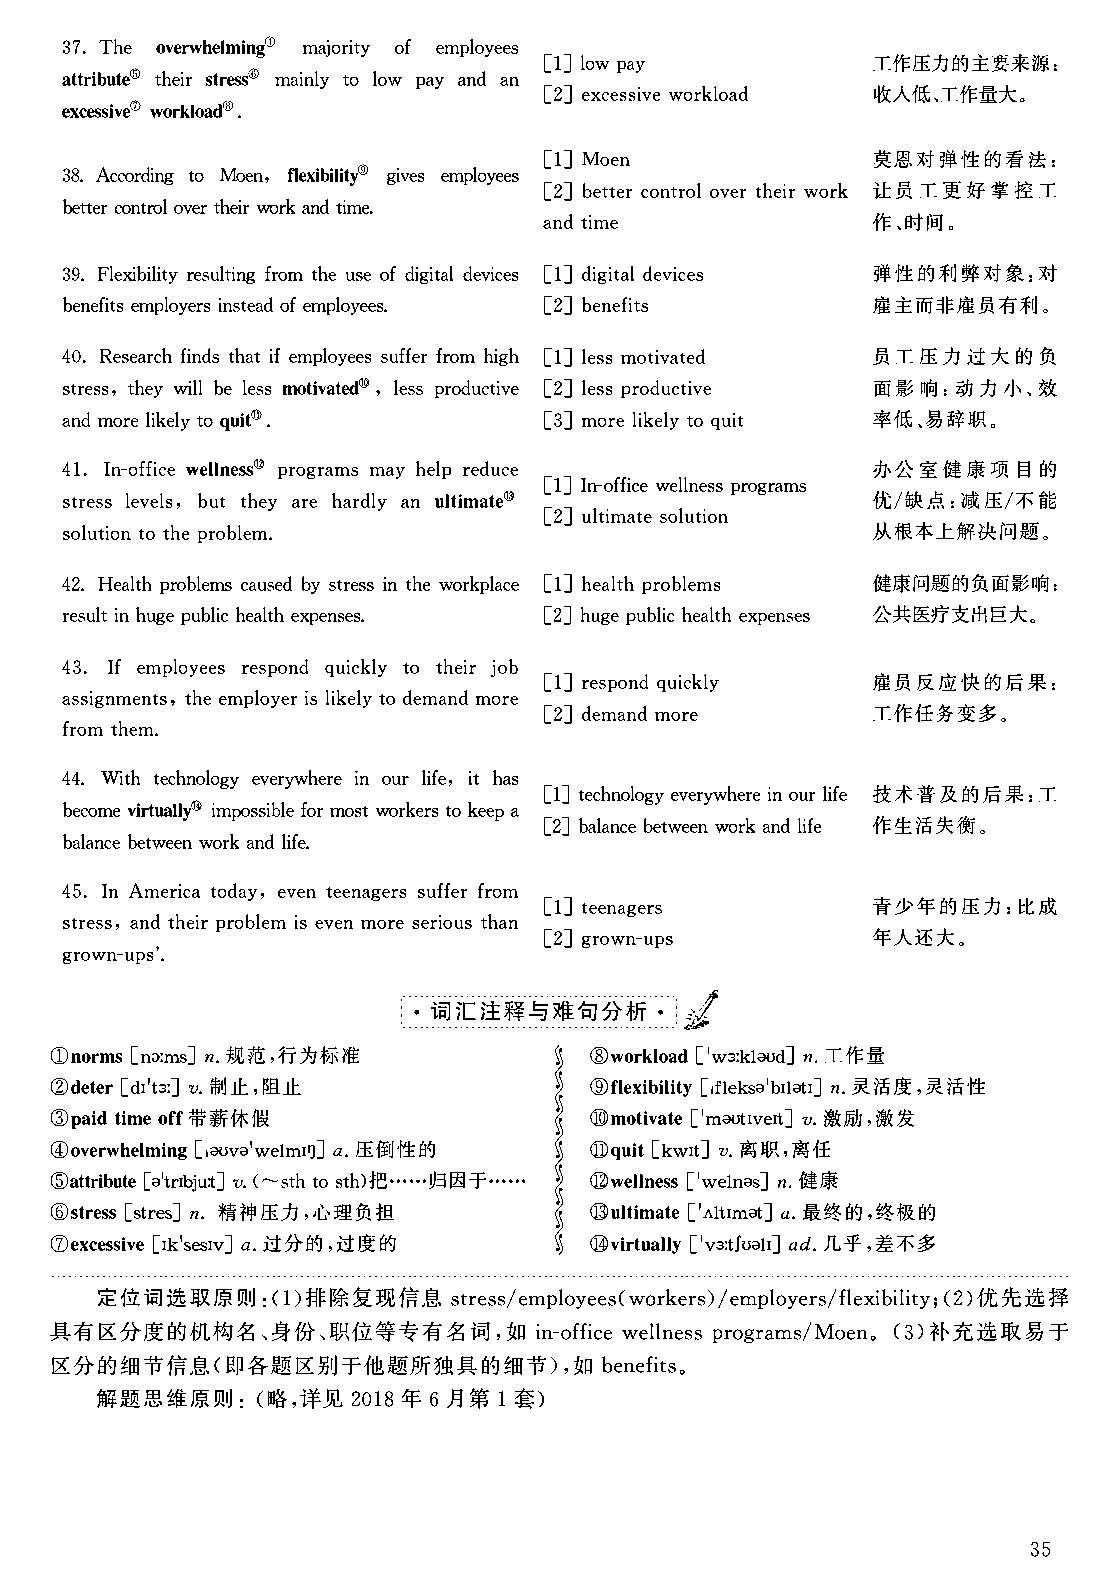 37. The overwhelming④ majority of employees
attribute⑤ their stress⑥ mainly to low pay and an
excessive⑦ workload⑧.
[1] low pay
[2] excessive workload
工作压力的主要来源:
收入低、工作量大。
38. According to Moen, flexibility⑨ gives employees
better control over their work and time.
[1] Moen
[2] better control over their work
and time
莫恩对弹性的看法:
让员工更好掌控工
作、时间。
39. Flexibility resulting from the use of digital devices
benefits employers instead of employees.
[1] digital devices
[2] benefits
弹性的利弊对象:对
雇主而非雇员有利。
40. Research finds that if employees suffer from high
stress, they will be less motivated⑩, less productive
and more likely to quit⑪.
[1] less motivated
[2] less productive
[3] more likely to quit
员工压力过大的负
面影响:动力小、效
率低、易辞职。
41. In-office wellness⑫ programs may help reduce
stress levels, but they are hardly an ultimate⑬
solution to the problem.
[1] In-office wellness programs
[2] ultimate solution
办公室健康项目的
优/缺点:减压/不能
从根本上解决问题。
42. Health problems caused by stress in the workplace
result in huge public health expenses.
[1] health problems
[2] huge public health expenses
健康问题的负面影响:
公共医疗支出巨大。
43. If employees respond quickly to their job
assignments, the employer is likely to demand more
from them.
[1] respond quickly
[2] demand more
雇员反应快的后果:
工作任务变多。
44. With technology everywhere in our life, it has
become virtually⑭ impossible for most workers to keep a
balance between work and life.
[1] technology everywhere in our life
[2] balance between work and life
技术普及的后果:工
作生活失衡。
45. In America today, even teenagers suffer from
stress, and their problem is even more serious than
grown-ups'.
[1] teenagers
[2] grown-ups
青少年的压力:比成
年人还大。
·词汇注释与难句分析·
①norms [nɔːms] n. 规范,行为标准
②deter [dɪ'tɜː] v. 制止,阻止
③paid time off 带薪休假
④overwhelming [ˌəʊvə'welmɪŋ] a. 压倒性的
⑤attribute [ə'trɪbjuːt] v. (～sth to sth)把……归因于……
⑥stress [stres] n. 精神压力,心理负担
⑦excessive [ɪk'sesɪv] a. 过分的,过度的
⑧workload ['wɜːkləʊd] n. 工作量
⑨flexibility [ˌfleksə'bɪlətɪ] n. 灵活度,灵活性
⑩motivate ['məʊtɪveɪt] v. 激励,激发
⑪quit [kwɪt] v. 离职,离任
⑫wellness ['welnəs] n. 健康
⑬ultimate ['ʌltɪmət] a. 最终的,终极的
⑭virtually ['vɜːtʃʊəlɪ] ad. 几乎,差不多
定位词选取原则:(1)排除复现信息 stress/employees(workers)/employers/flexibility;(2)优先选择
具有区分度的机构名、身份、职位等专有名词,如 in-office wellness programs/Moen。(3)补充选取易于
区分的细节信息(即各题区别于他题所独具的细节),如 benefits。
解题思维原则: (略,详见 2018 年 6 月第 1 套)
35